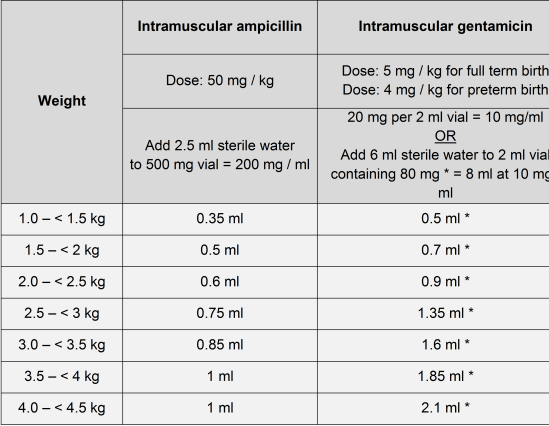 Weight
Intramuscular ampicillin
Intramuscular gentamicin
Dose: 50 mg / kg
Dose: 5 mg / kg for full term birth
Dose: 4 mg / kg for preterm birth
Add 2.5 ml sterile water
to 500 mg vial = 200 mg / ml
20 mg per 2 ml vial = 10 mg/ml
OR
Add 6 ml sterile water to 2 ml vial
containing 80 mg * = 8 ml at 10 mg
ml
1.0 – < 1.5 kg 0.35 ml 0.5 ml *
1.5 – < 2 kg 0.5 ml 0.7 ml *
2.0 – < 2.5 kg 0.6 ml 0.9 ml *
2.5 – < 3 kg 0.75 ml 1.35 ml *
3.0 – < 3.5 kg 0.85 ml 1.6 ml *
3.5 – < 4 kg 1 ml 1.85 ml *
4.0 – < 4.5 kg 1 ml 2.1 ml *